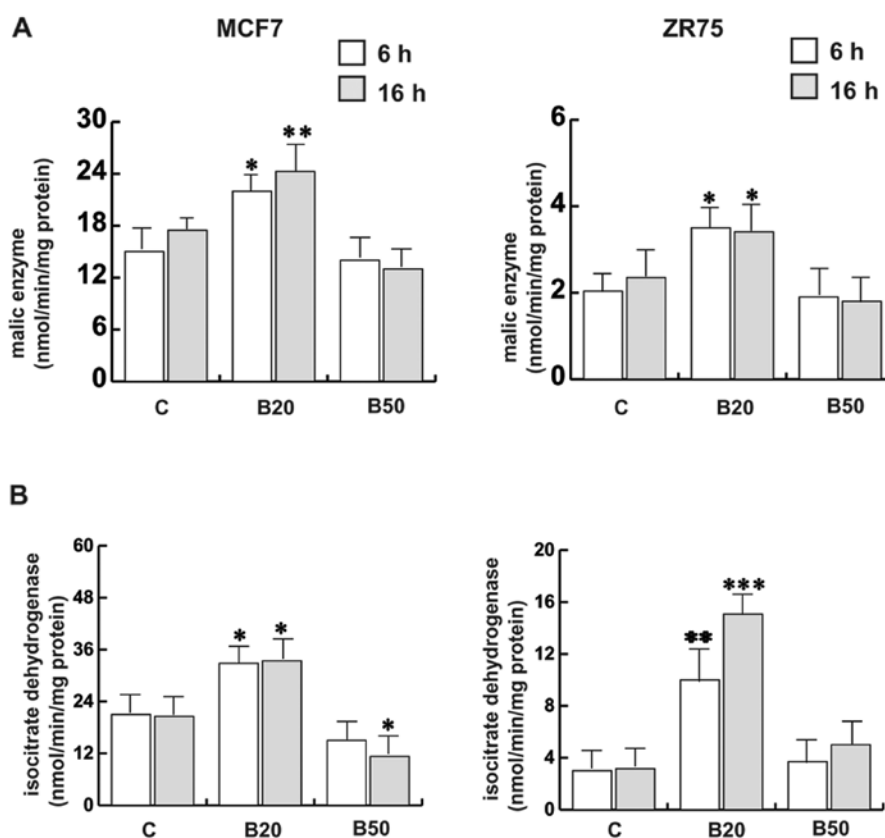 A
MCF7
6 h
16 h
malic enzyme
(nmol/min/mg protein)
30
24
18
12
6
0
*
**
C
B20
B50
ZR75
6 h
16 h
malic enzyme
(nmol/min/mg protein)
6
4
2
0
*
*
C
B20
B50
B
isocitrate dehydrogenase
(nmol/min/mg protein)
60
48
36
24
12
0
*
*
*
C
B20
B50
isocitrate dehydrogenase
(nmol/min/mg protein)
20
16
12
8
4
0
**
***
C
B20
B50